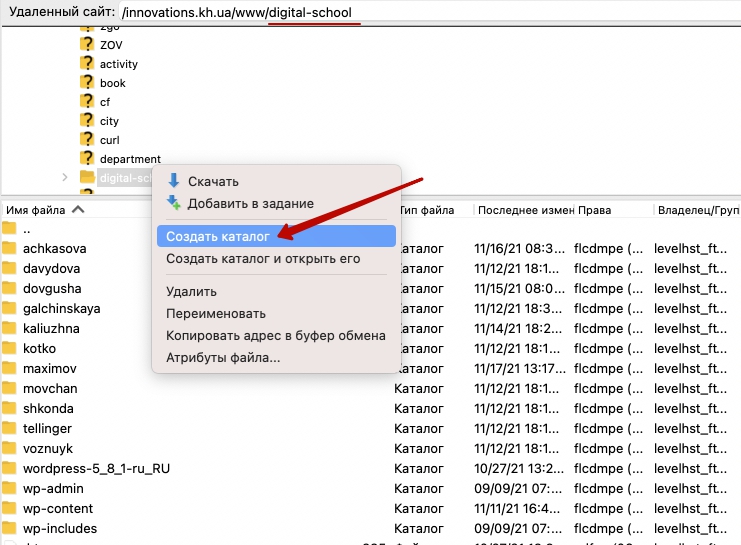 Удаленный сайт: /innovations.kh.ua/www/digital-school
zgo
ZOV
activity
book
cf
city
curl
department
digital-sch
Скачать
Добавить в задание
Создать каталог
Создать каталог и открыть его
Удалить
Переименовать
Копировать адрес в буфер обмена
Атрибуты файла...
Имя файла Тип файла Последнее измен Права Владелец/Груп
..
achkasova Каталог 11/16/21 08:3... flcdmpe (... levelhst_ft...
davydova Каталог 11/12/21 18:1... flcdmpe (... levelhst_ft...
dovgusha Каталог 11/15/21 08:0... flcdmpe (... levelhst_ft...
galchinskaya Каталог 11/12/21 18:3... flcdmpe (... levelhst_ft...
kaliuzhna Каталог 11/14/21 18:2... flcdmpe (... levelhst_ft...
kotko Каталог 11/12/21 18:1... flcdmpe (... levelhst_ft...
maximov Каталог 11/17/21 13:17... flcdmpe (... levelhst_ft...
movchan Каталог 11/12/21 18:1... flcdmpe (... levelhst_ft...
shkonda Каталог 11/12/21 18:1... flcdmpe (... levelhst_ft...
tellinger Каталог 11/12/21 18:1... flcdmpe (... levelhst_ft...
voznuyk Каталог 11/12/21 18:1... flcdmpe (... levelhst_ft...
wordpress-5_8_1-ru_RU Каталог 10/27/21 13:2... flcdmpe (... levelhst_ft...
wp-admin Каталог 09/09/21 07:... flcdmpe (... levelhst_ft...
wp-content Каталог 11/11/21 16:4... flcdmpe (... levelhst_ft...
wp-includes Каталог 09/09/21 07:... flcdmpe (... levelhst_ft...